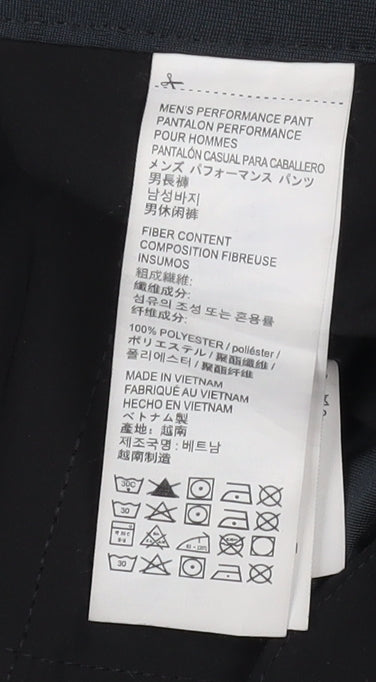 MEN'S PERFORMANCE PANT
PANTALON PERFORMANCE
POUR HOMMES
PANTALÓN CASUAL PARA CABALLERO
メンズ パフォーマンス パンツ
男長褲
남성바지
男休闲裤
FIBER CONTENT
COMPOSITION FIBREUSE
INSUMOS
組成繊維:
纖維成分:
섬유의 조성 또는 혼용률
纤维成分:
100% POLYESTER / poliéster /
ポリエステル / 聚酯纖維 /
폴리에스터 / 聚酯纤维
MADE IN VIETNAM
FABRIQUÉ AU VIETNAM
HECHO EN VIETNAM
ベトナム製
產地: 越南
제조국명: 베트남
越南制造
30C
30
30